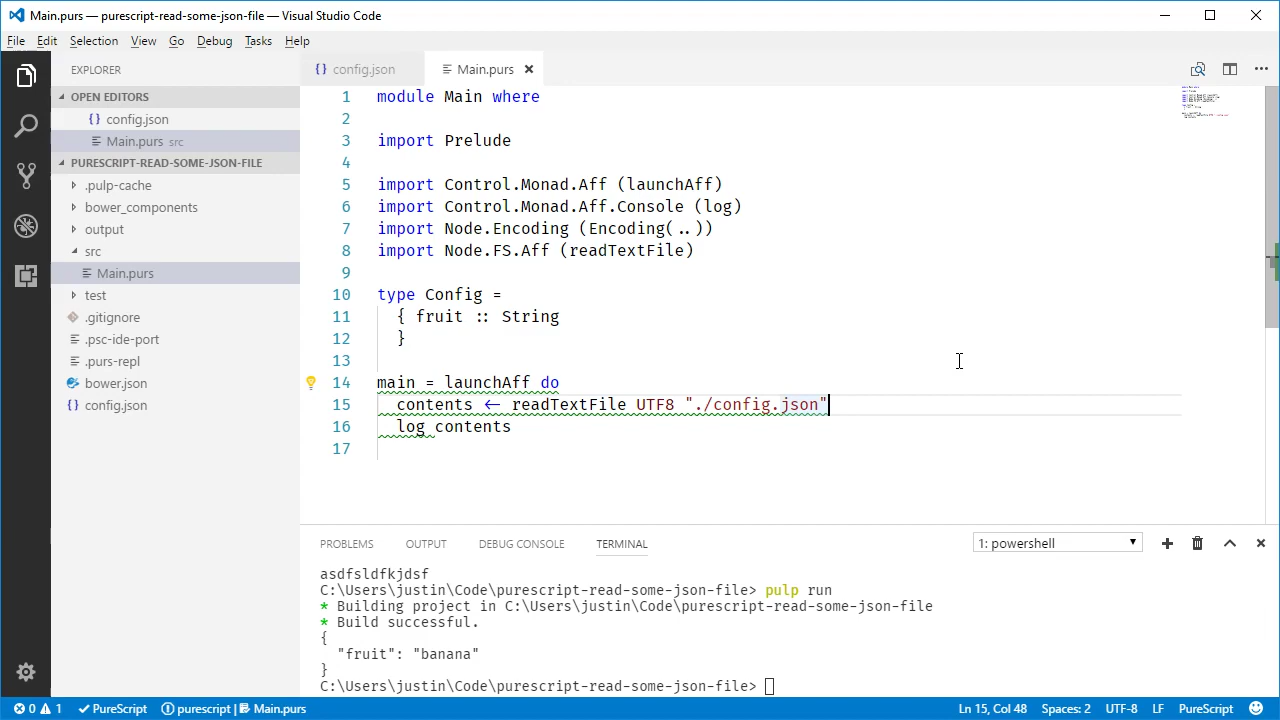 Main.purs — purescript-read-some-json-file — Visual Studio Code
File Edit Selection View Go Debug Tasks Help
EXPLORER
OPEN EDITORS
config.json
Main.purs src
PURESCRIPT-READ-SOME-JSON-FILE
.pulp-cache
bower_components
output
src
Main.purs
test
.gitignore
.psc-ide-port
.purs-repl
bower.json
config.json
config.json Main.purs
1 module Main where
2
3 import Prelude
4
5 import Control.Monad.Aff (launchAff)
6 import Control.Monad.Aff.Console (log)
7 import Node.Encoding (Encoding(..))
8 import Node.FS.Aff (readTextFile)
9
10 type Config =
11 { fruit :: String
12 }
13
14 main = launchAff do
15 contents <- readTextFile UTF8 "./config.json"
16 log contents
17
PROBLEMS OUTPUT DEBUG CONSOLE TERMINAL 1: powershell
asdfsldfkjdsf
C:\Users\justin\Code\purescript-read-some-json-file> pulp run
* Building project in C:\Users\justin\Code\purescript-read-some-json-file
* Build successful.
{
"fruit": "banana"
}
C:\Users\justin\Code\purescript-read-some-json-file>
0 1 PureScript purescript | Main.purs Ln 15, Col 48 Spaces: 2 UTF-8 LF PureScript